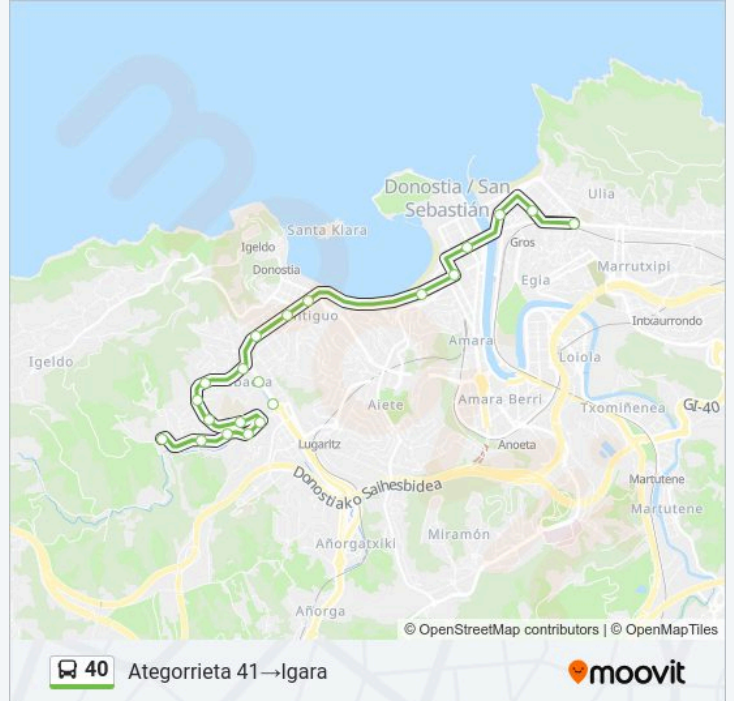 Donostia / San
Sebastián
Ulia
Santa Klara
Igeldo
Donostia
Gros
Marrutxipi
Egia
Antiguo
Intxaurrondo
Amara
Loiola
Igeldo
Aiete
Amara Berri
Txomiñenea
GI-40
Lugaritz
Anoeta
Donostiako Saihesbidea
Martutene
Martutene
Miramón
Añorgatxiki
Añorga
© OpenStreetMap contributors | © OpenMapTiles
40 Ategorrieta 41→Igara
moovit